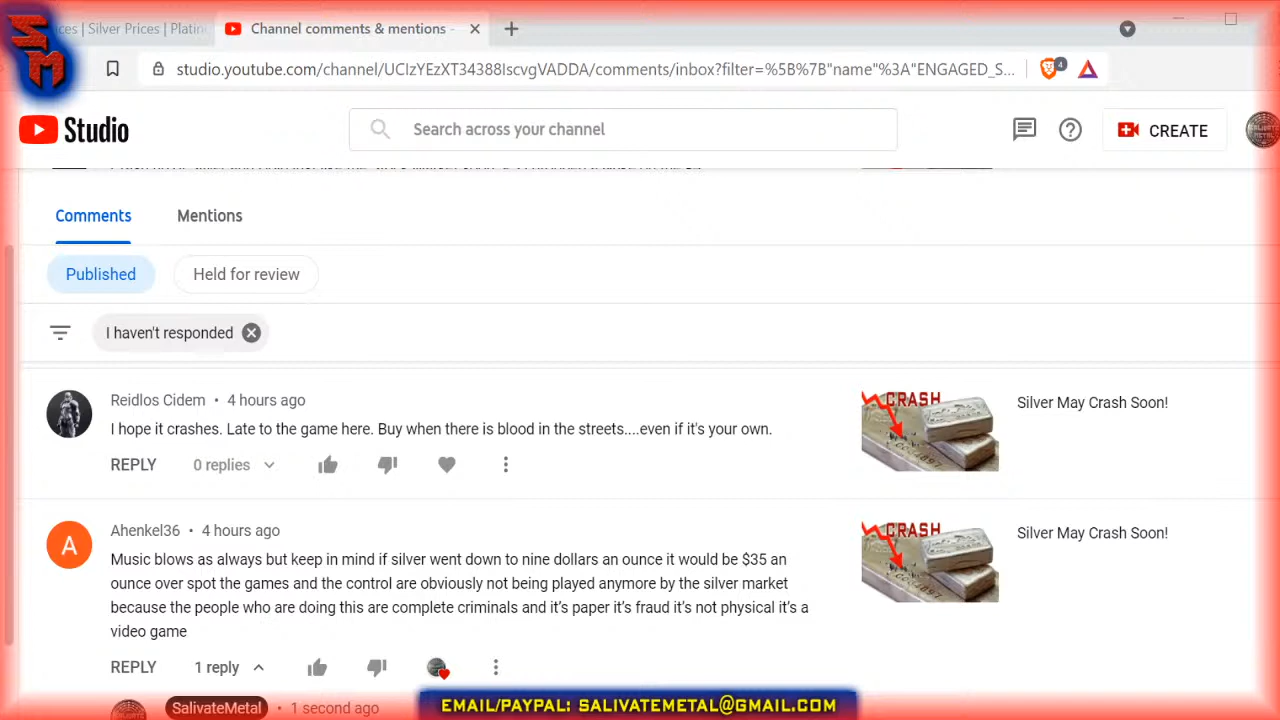 SM
ces | Silver Prices | Platin
Channel comments & mentions -
studio.youtube.com/channel/UCIzYEzXT34388IscvgVADDA/comments/inbox?filter=%5B%7B"name"%3A"ENGAGED_S...
4
Studio
Search across your channel
CREATE
Comments
Mentions
Published
Held for review
I haven't responded
Reidlos Cidem • 4 hours ago
I hope it crashes. Late to the game here. Buy when there is blood in the streets....even if it's your own.
REPLY
0 replies
CRASH
Silver May Crash Soon!
A
Ahenkel36 • 4 hours ago
Music blows as always but keep in mind if silver went down to nine dollars an ounce it would be $35 an
ounce over spot the games and the control are obviously not being played anymore by the silver market
because the people who are doing this are complete criminals and it's paper it's fraud it's not physical it's a
video game
REPLY
1 reply
CRASH
Silver May Crash Soon!
SalivateMetal • 1 second ago
EMAIL/PAYPAL: SALIVATEMETAL@GMAIL.COM